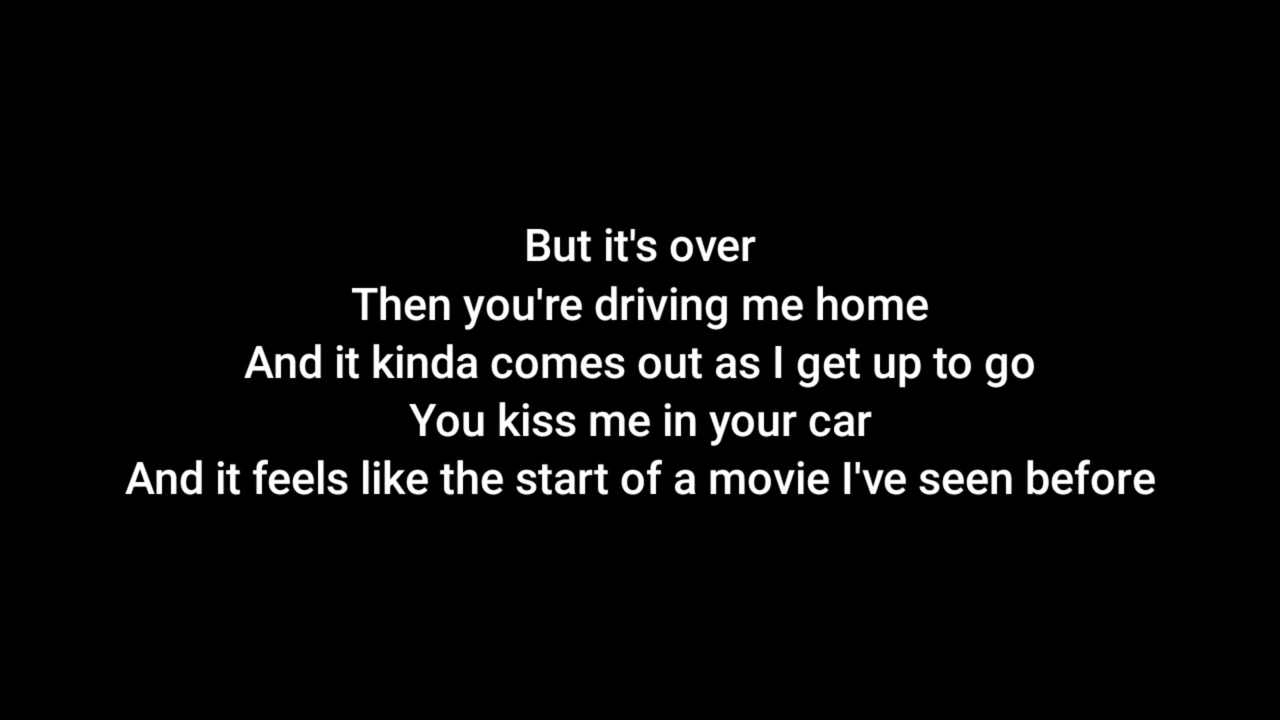 But it's over
Then you're driving me home
And it kinda comes out as I get up to go
You kiss me in your car
And it feels like the start of a movie I've seen before